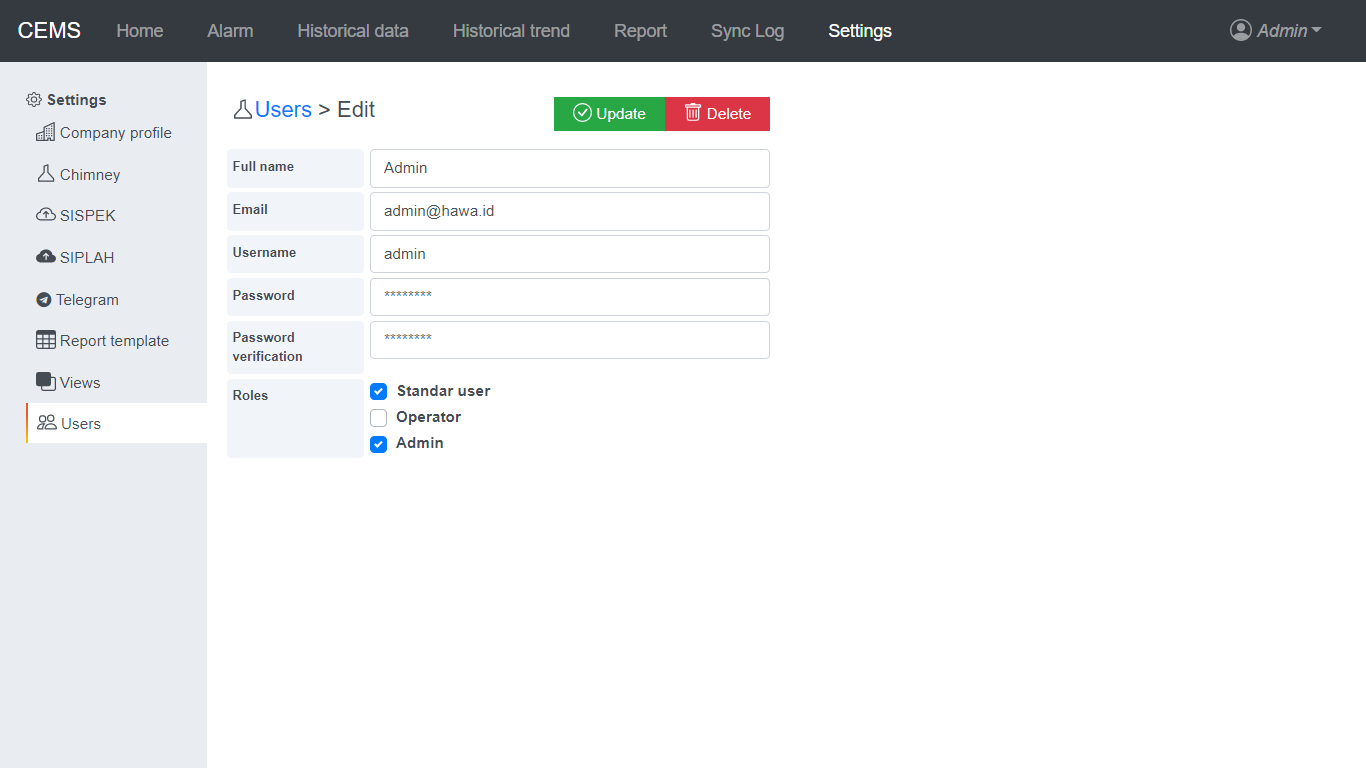 CEMS Home Alarm Historical data Historical trend Report Sync Log Settings Admin
Settings
Company profile
Chimney
SISPEK
SIPLAH
Telegram
Report template
Views
Users
Users > Edit
Update Delete
Full name Admin
Email admin@hawa.id
Username admin
Password ********
Password
verification ********
Roles
Standar user
Operator
Admin